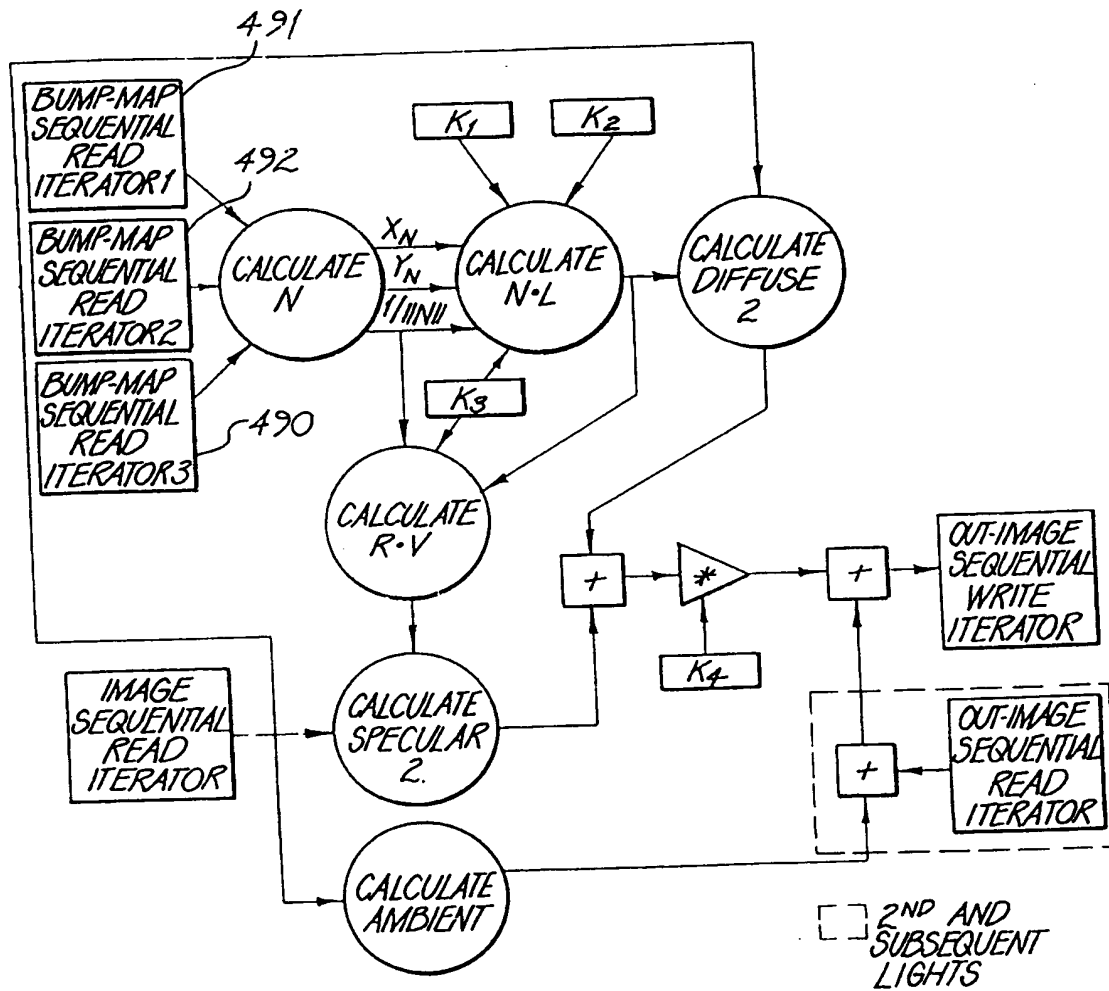 491
BUMP-MAP
SEQUENTIAL
READ
ITERATOR1
492
BUMP-MAP
SEQUENTIAL
READ
ITERATOR2
BUMP-MAP
SEQUENTIAL
READ
ITERATOR3
490
CALCULATE
N
XN
YN
1/||N||
K1
K2
CALCULATE
N•L
K3
CALCULATE
DIFFUSE
2
CALCULATE
R•V
+
*
K4
+
OUT-IMAGE
SEQUENTIAL
WRITE
ITERATOR
IMAGE
SEQUENTIAL
READ
ITERATOR
CALCULATE
SPECULAR
2.
+
OUT-IMAGE
SEQUENTIAL
READ
ITERATOR
CALCULATE
AMBIENT
2ND AND
SUBSEQUENT
LIGHTS